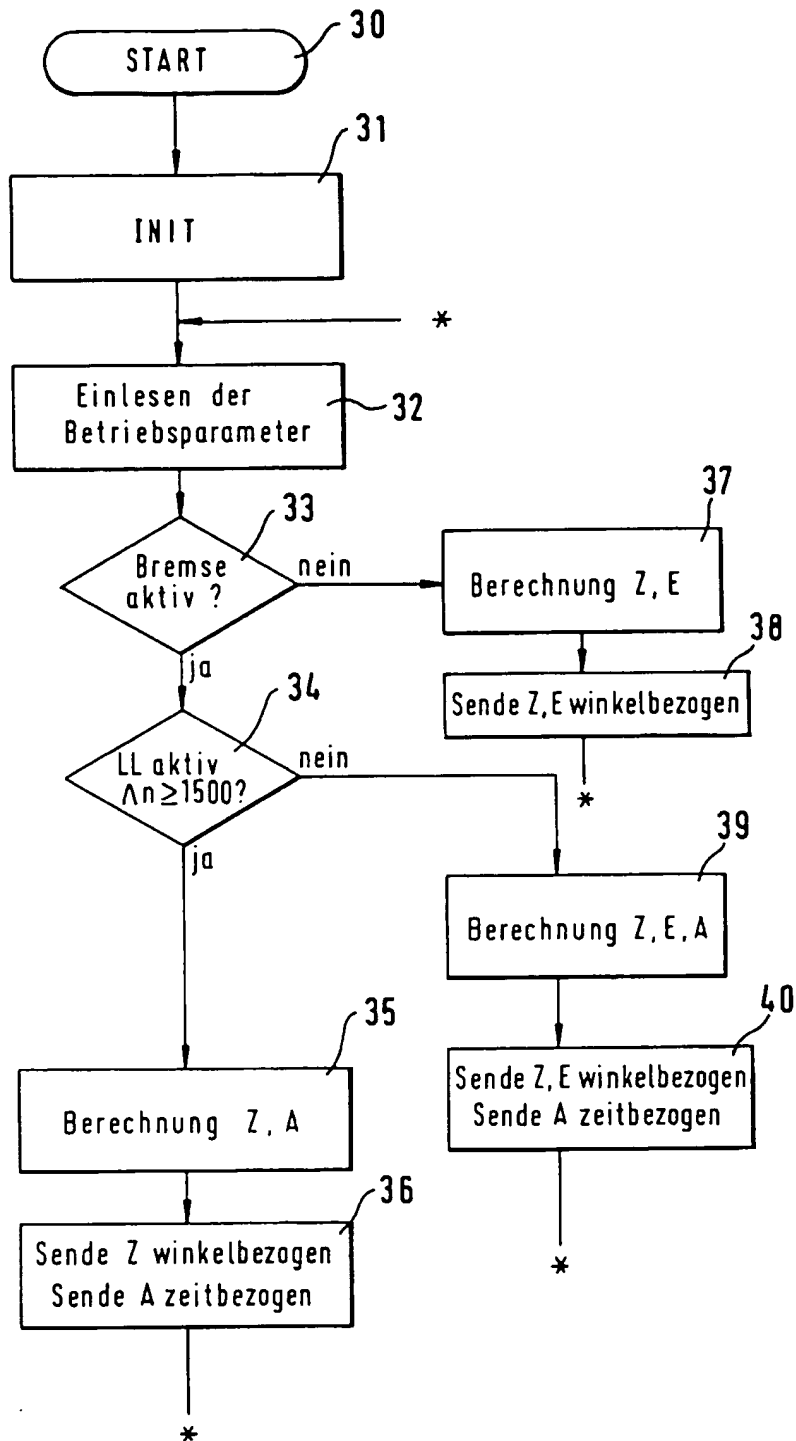 30
START
31
INIT
*
Einlesen der
Betriebsparameter
32
33
Bremse
aktiv ?
nein
ja
37
Berechnung Z, E
38
Sende Z, E winkelbezogen
*
34
LL aktiv
∧n≥1500?
nein
ja
39
Berechnung Z, E, A
40
Sende Z, E winkelbezogen
Sende A zeitbezogen
*
35
Berechnung Z, A
36
Sende Z winkelbezogen
Sende A zeitbezogen
*